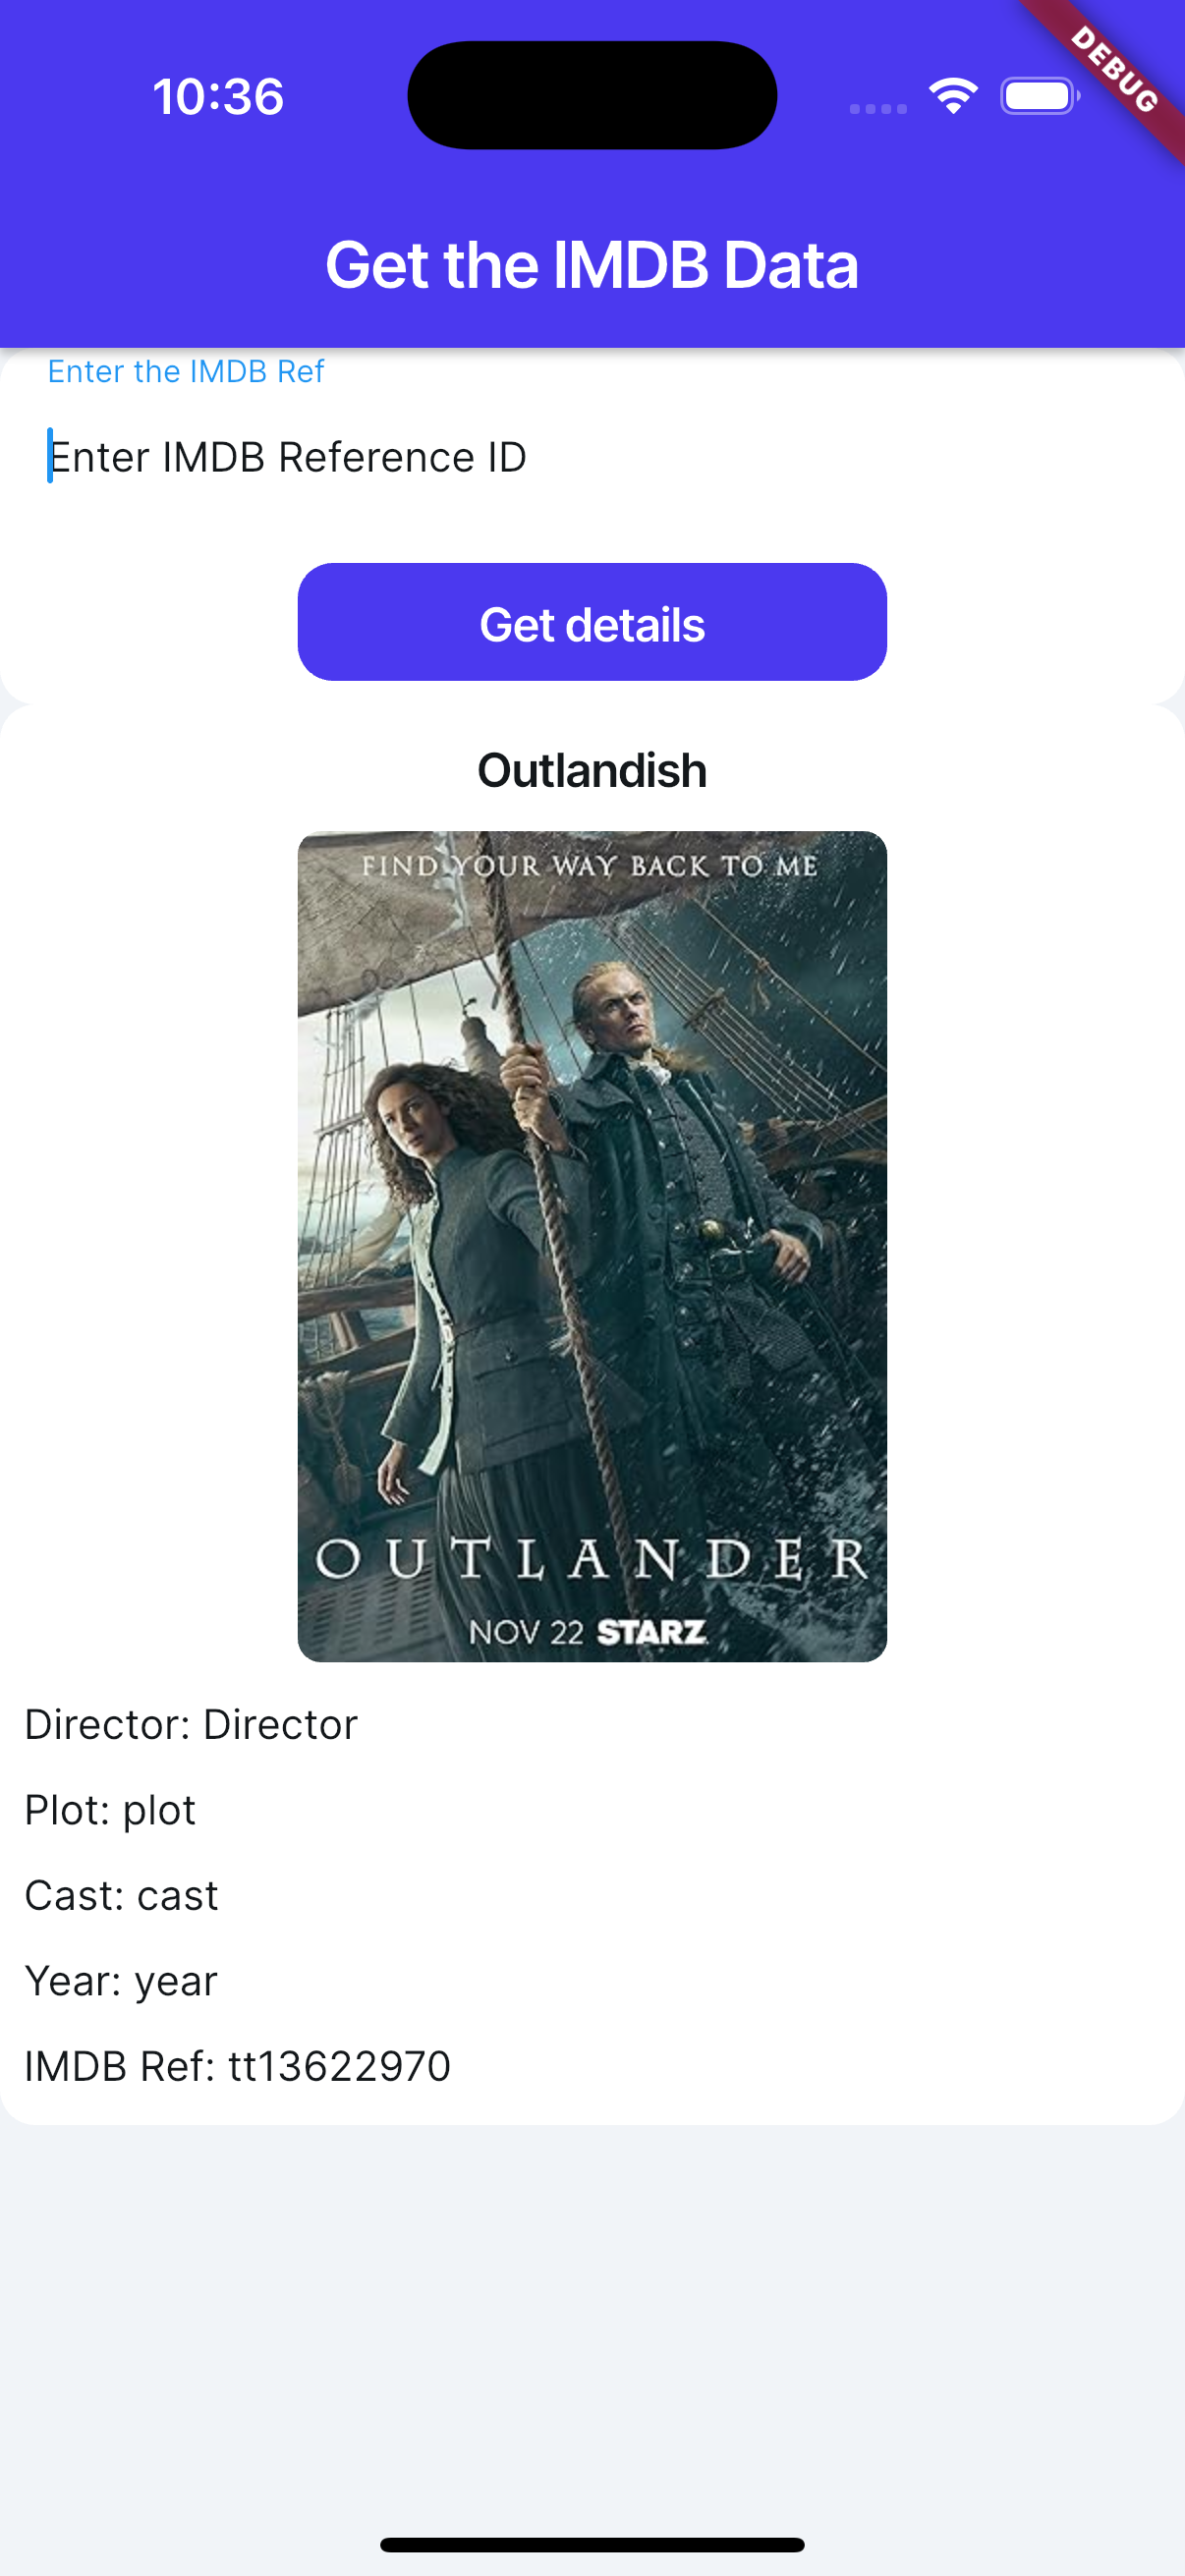 10:36
DEBUG
Get the IMDB Data
Enter the IMDB Ref
Enter IMDB Reference ID
Get details
Outlandish
FIND YOUR WAY BACK TO ME
OUTLANDER
NOV 22 STARZ
Director: Director
Plot: plot
Cast: cast
Year: year
IMDB Ref: tt13622970